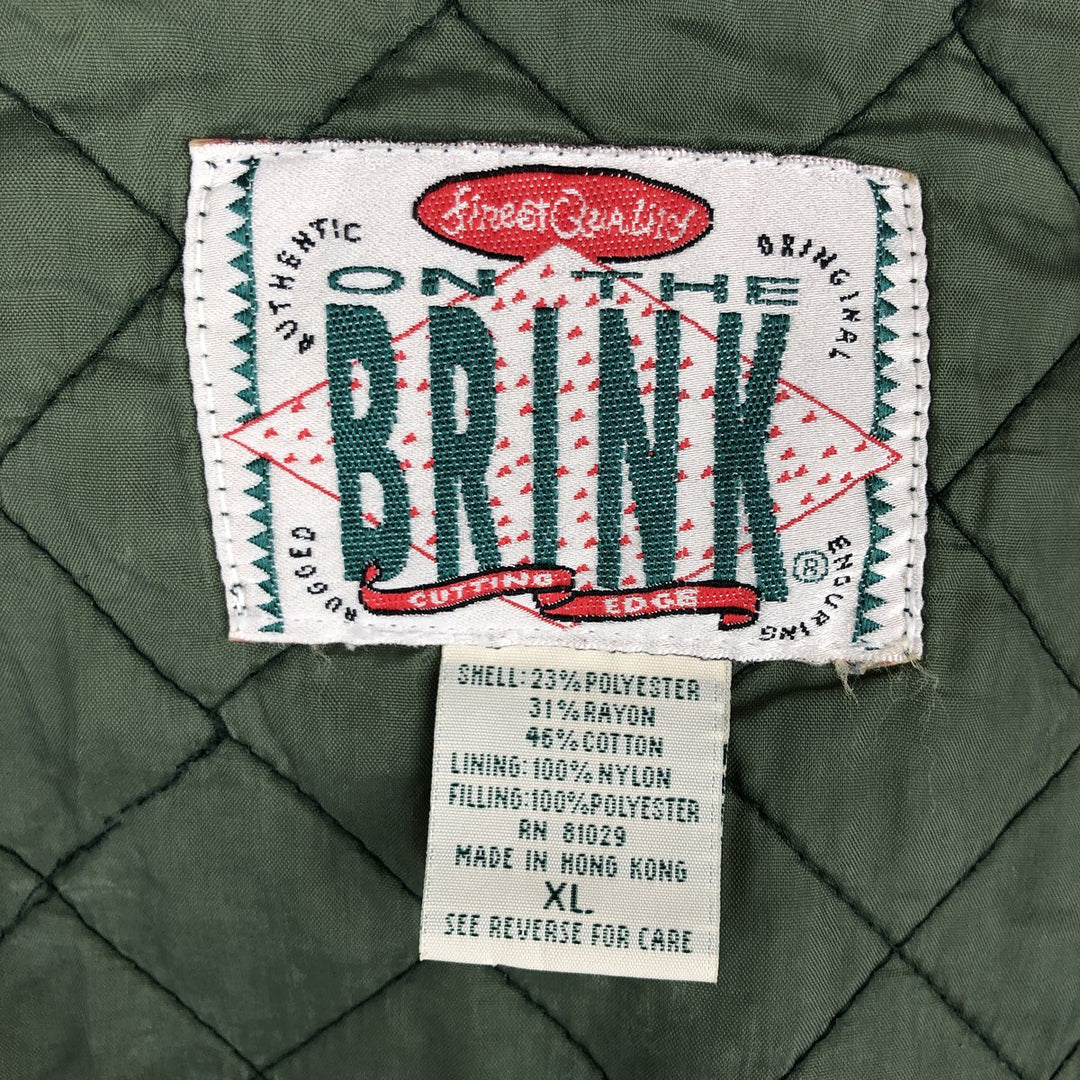 Finest Quality
AUTHENTIC
ORINGINAL
ON THE
BRINK
®
RUGGED
ENDURING
CUTTING EDGE
SHELL: 23% POLYESTER
31% RAYON
46% COTTON
LINING: 100% NYLON
FILLING: 100% POLYESTER
RN 81029
MADE IN HONG KONG
XL.
SEE REVERSE FOR CARE